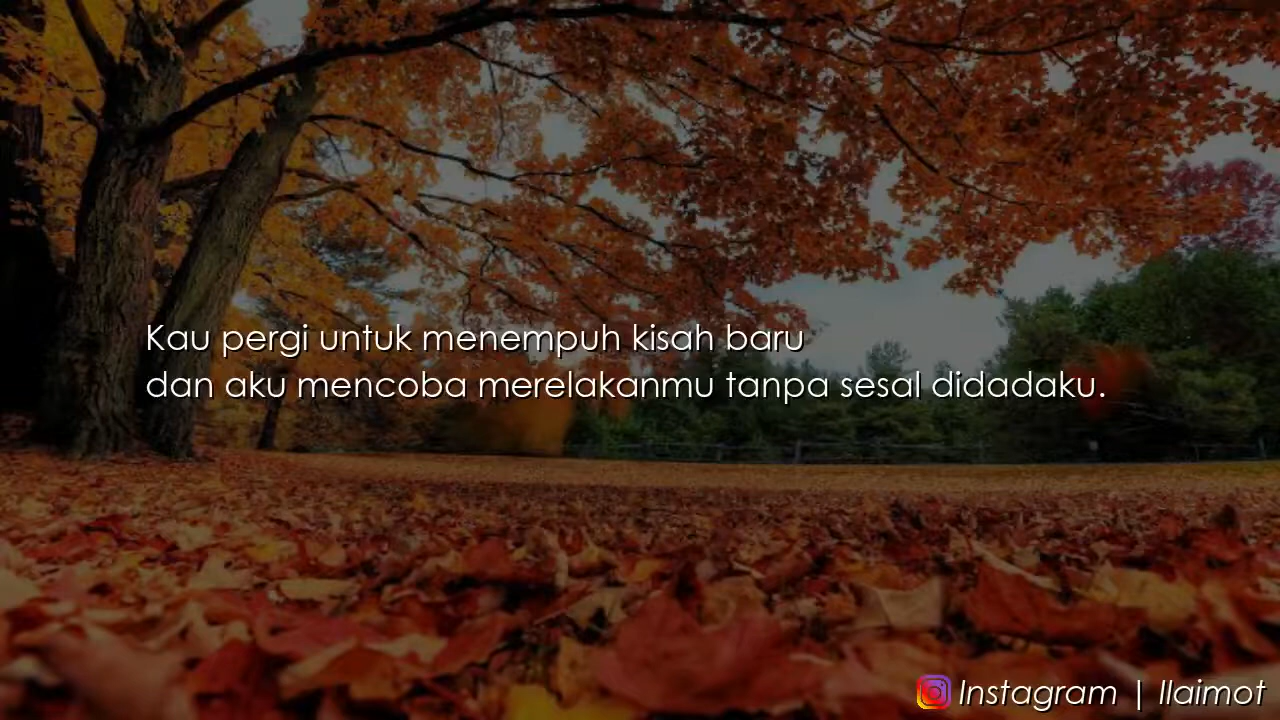 Kau pergi untuk menempuh kisah baru
dan aku mencoba merelakanmu tanpa sesal didadaku.
Instagram | Ilaimot